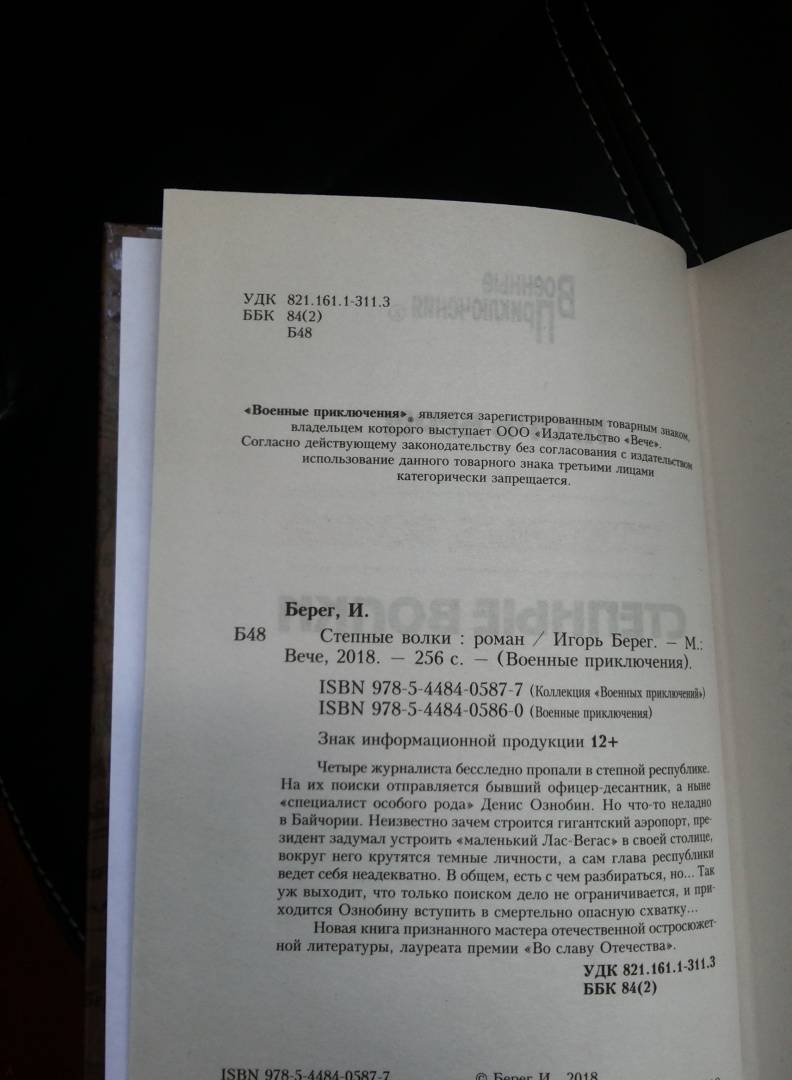 УДК 821.161.1-311.3
ББК 84(2)
Б48
«Военные приключения»® является зарегистрированным товарным знаком,
владельцем которого выступает ООО «Издательство «Вече».
Согласно действующему законодательству без согласования с издательством
использование данного товарного знака третьими лицами
категорически запрещается.
Берег, И.
Б48 Степные волки : роман / Игорь Берег. — М.:
Вече, 2018. — 256 с. — (Военные приключения).
ISBN 978-5-4484-0587-7 (Коллекция «Военных приключений»)
ISBN 978-5-4484-0586-0 (Военные приключения)
Знак информационной продукции 12+
Четыре журналиста бесследно пропали в степной республике.
На их поиски отправляется бывший офицер-десантник, а ныне
«специалист особого рода» Денис Ознобин. Но что-то неладно
в Байчории. Неизвестно зачем строится гигантский аэропорт, пре-
зидент задумал устроить «маленький Лас-Вегас» в своей столице,
вокруг него крутятся темные личности, а сам глава республики
ведет себя неадекватно. В общем, есть с чем разбираться, но... Так
уж выходит, что только поиском дело не ограничивается, и при-
ходится Ознобину вступить в смертельно опасную схватку...
Новая книга признанного мастера отечественной остросюжет-
ной литературы, лауреата премии «Во славу Отечества».
УДК 821.161.1-311.3
ББК 84(2)
ISBN 978-5-4484-0587-7 © Берег И., 2018